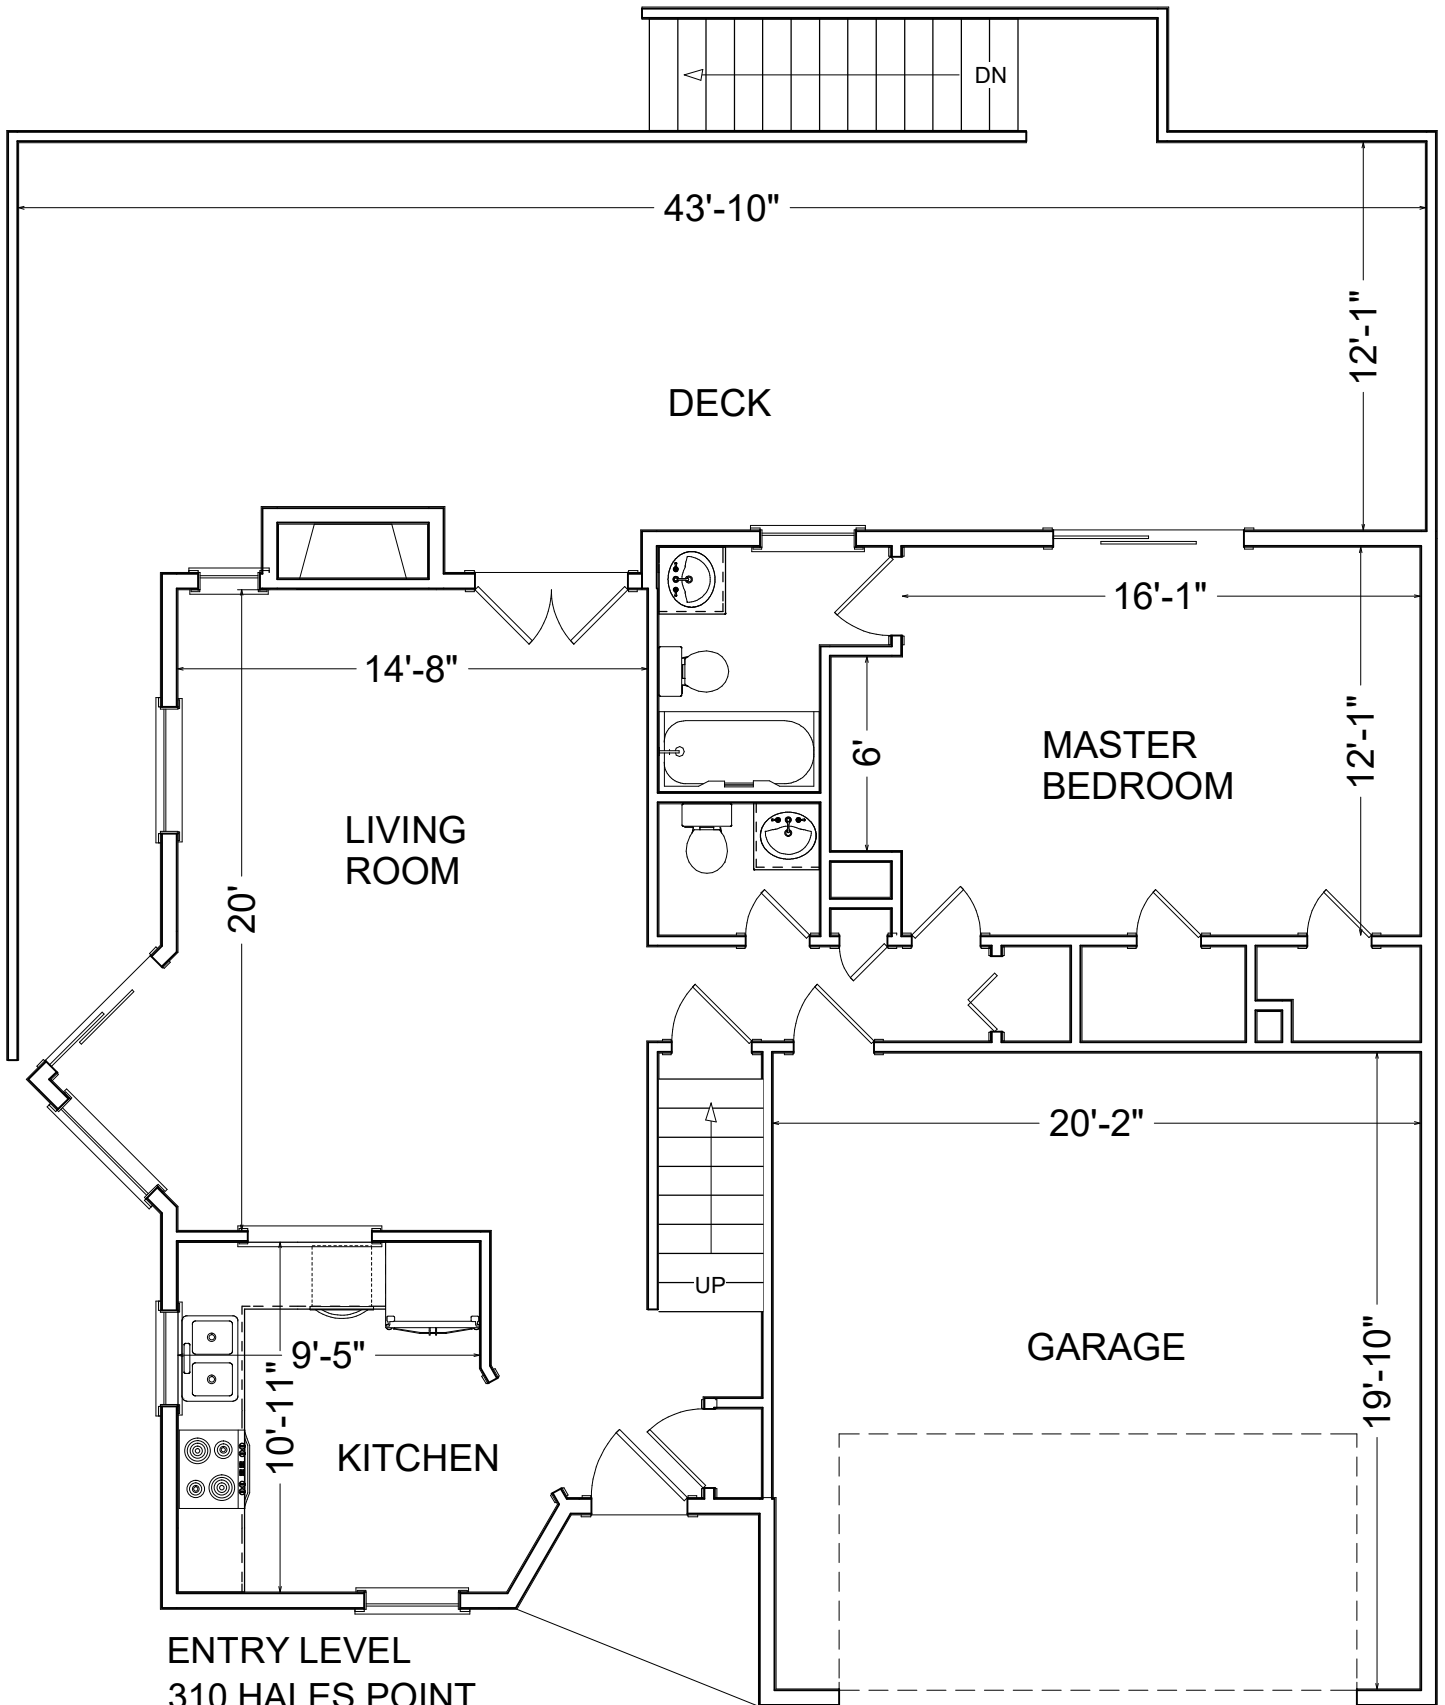 DN
43'-10"
12'-1"
DECK
16'-1"
14'-8"
6'
12'-1"
MASTER
BEDROOM
LIVING
ROOM
20'
20'-2"
UP
9'-5"
10'-11"
GARAGE
19'-10"
KITCHEN
ENTRY LEVEL
310 HALES POINT